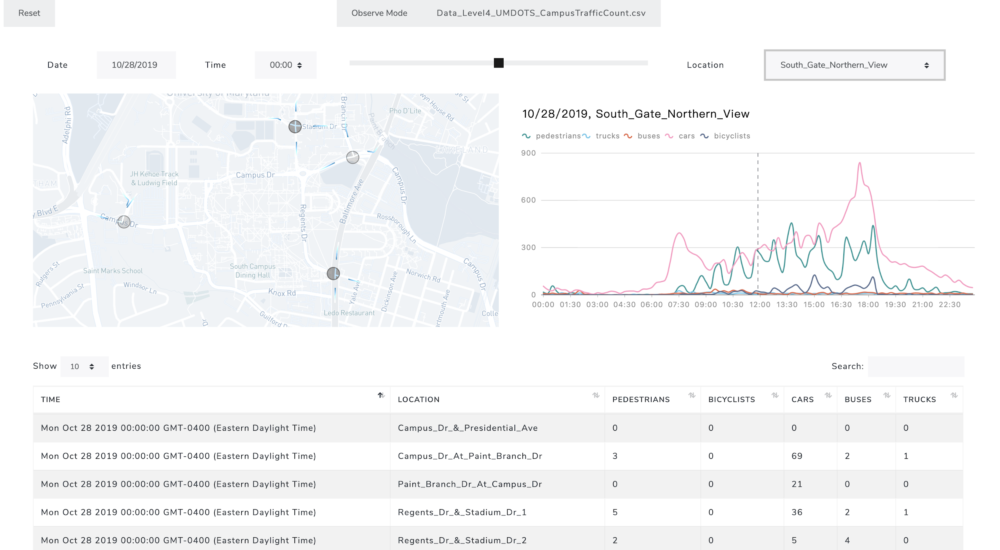 Reset
Observe Mode Data_Level4_UMDOTS_CampusTrafficCount.csv
Date 10/28/2019 Time 00:00 Location South_Gate_Northern_View
University of Maryland
Adelphi Rd
Branch Dr
Paint Branch
Pho D'Lite
wyn House Rd
ge St
Stadium Dr
LAKELAND
JH Kehoe Track
& Ludwig Field
THAM
Campus Dr
Campus Dr
y Blvd E
Campus Dr
Baltimore Ave
Regents Dr
Rossborough Ln
Rutgers St
Saint Marks School
South Campus
Dining Hall
Norwich Rd
Campus Dr
Pennsylvania St
Windsor Ln
Knox Rd
Yale Ave
Dickinson Ave
artmouth Ave
Ledo Restaurant
Guilford D
Dr
Colle
10/28/2019, South_Gate_Northern_View
pedestrians trucks buses cars bicyclists
900
600
300
0
00:00 01:30 03:00 04:30 06:00 07:30 09:00 10:30 12:00 13:30 15:00 16:30 18:00 19:30 21:00 22:30
Show 10 entries Search:
TIME LOCATION PEDESTRIANS BICYCLISTS CARS BUSES TRUCKS
Mon Oct 28 2019 00:00:00 GMT-0400 (Eastern Daylight Time) Campus_Dr_&_Presidential_Ave 0 0 0 0 0
Mon Oct 28 2019 00:00:00 GMT-0400 (Eastern Daylight Time) Campus_Dr_At_Paint_Branch_Dr 3 0 69 2 1
Mon Oct 28 2019 00:00:00 GMT-0400 (Eastern Daylight Time) Paint_Branch_Dr_At_Campus_Dr 0 0 21 0 0
Mon Oct 28 2019 00:00:00 GMT-0400 (Eastern Daylight Time) Regents_Dr_&_Stadium_Dr_1 5 0 36 2 1
Mon Oct 28 2019 00:00:00 GMT-0400 (Eastern Daylight Time) Regents_Dr_&_Stadium_Dr_2 2 0 5 4 0